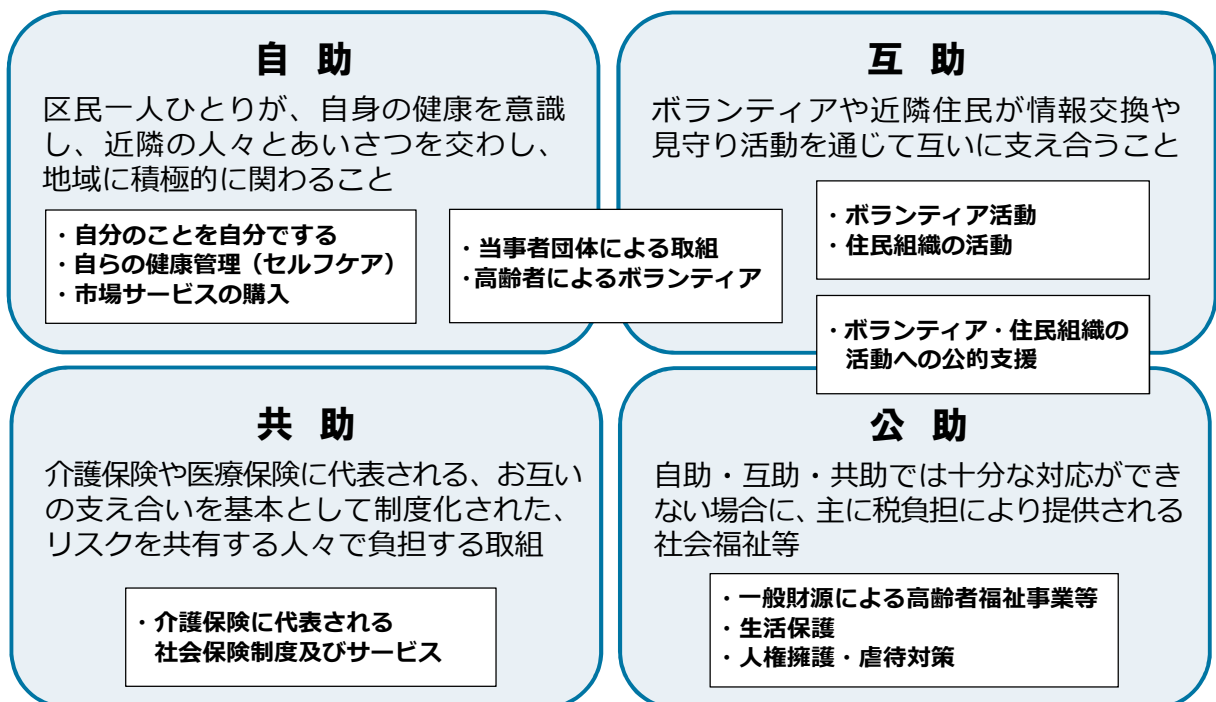 自 助
区民一人ひとりが、自身の健康を意識
し、近隣の人々とあいさつを交わし、
地域に積極的に関わること
・自分のことを自分でする
・自らの健康管理（セルフケア）
・市場サービスの購入
・当事者団体による取組
・高齢者によるボランティア
互 助
ボランティアや近隣住民が情報交換や
見守り活動を通じて互いに支え合うこと
・ボランティア活動
・住民組織の活動
・ボランティア・住民組織の
活動への公的支援
共 助
介護保険や医療保険に代表される、お互い
の支え合いを基本として制度化された、
リスクを共有する人々で負担する取組
・介護保険に代表される
社会保険制度及びサービス
公 助
自助・互助・共助では十分な対応ができ
ない場合に、主に税負担により提供される
社会福祉等
・一般財源による高齢者福祉事業等
・生活保護
・人権擁護・虐待対策